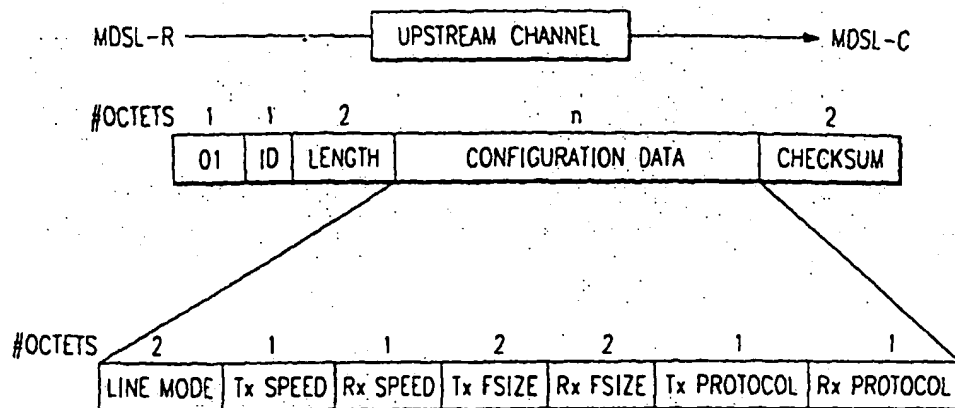 MDSL-R UPSTREAM CHANNEL MDSL-C
#OCTETS 1 1 2 n 2
01 ID LENGTH CONFIGURATION DATA CHECKSUM
#OCTETS 2 1 1 2 2 1 1
LINE MODE Tx SPEED Rx SPEED Tx FSIZE Rx FSIZE Tx PROTOCOL Rx PROTOCOL